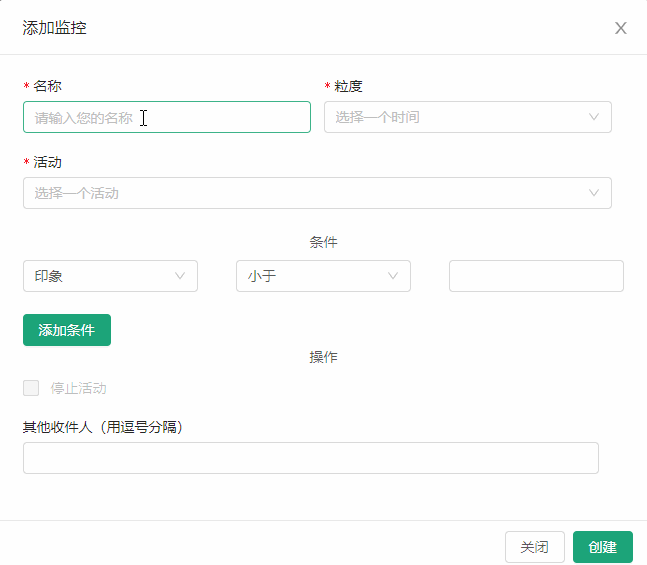 添加监控
* 名称
* 粒度
请输入您的名称
选择一个时间
* 活动
选择一个活动
条件
印象
小于
添加条件
操作
停止活动
其他收件人（用逗号分隔）
关闭
创建